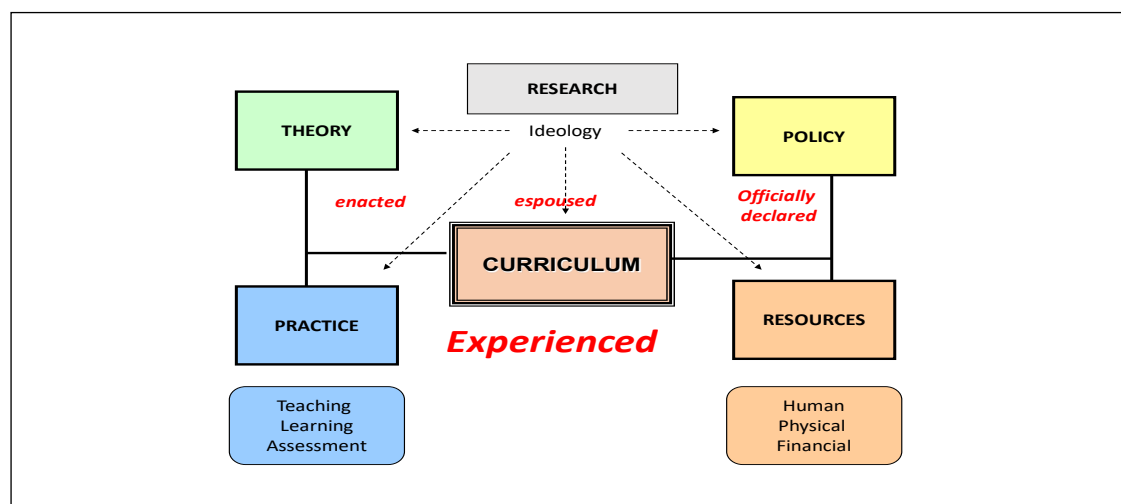 RESEARCH
THEORY
Ideology
POLICY
enacted
espoused
Officially
declared
CURRICULUM
PRACTICE
RESOURCES
Experienced
Teaching
Learning
Assessment
Human
Physical
Financial